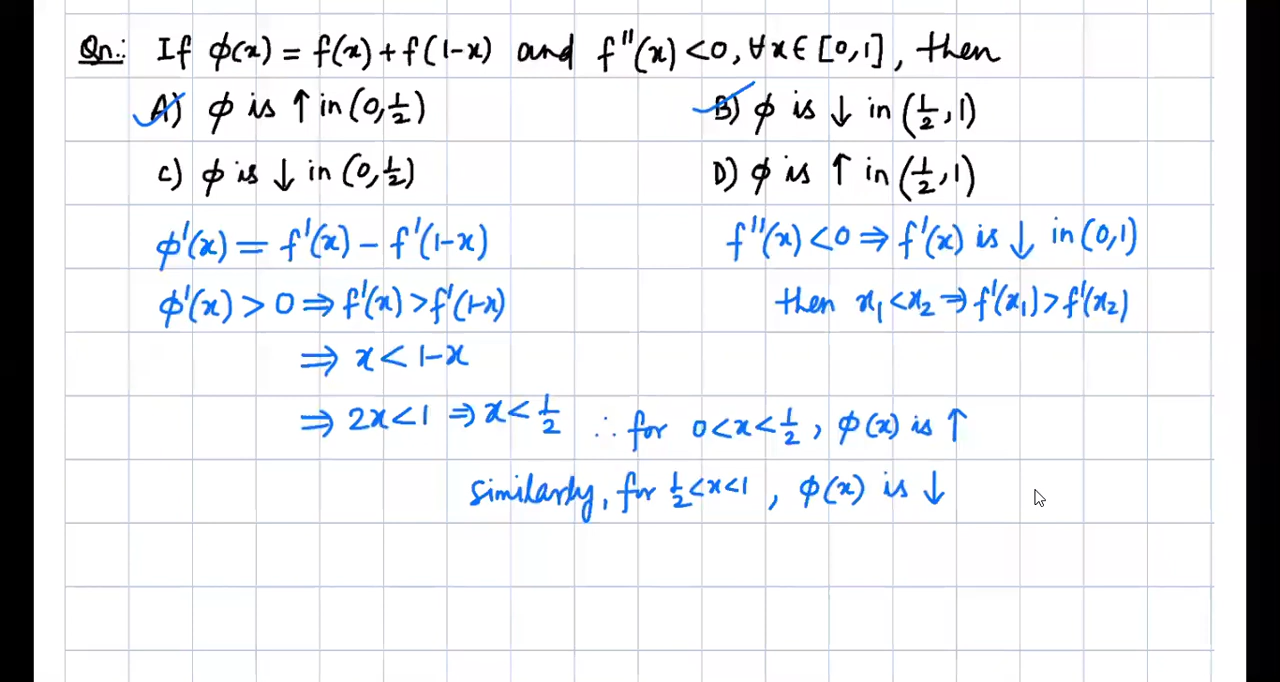 Qn.: If ϕ(x) = f(x) + f(1-x) and f''(x) < 0, ∀ x ∈ [0,1], then
A) ϕ is ↑ in (0, 1/2) B) ϕ is ↓ in (1/2, 1)
C) ϕ is ↓ in (0, 1/2) D) ϕ is ↑ in (1/2, 1)
ϕ'(x) = f'(x) - f'(1-x) f''(x) < 0 ⇒ f'(x) is ↓ in (0,1)
ϕ'(x) > 0 ⇒ f'(x) > f'(1-x) then x₁ < x₂ ⇒ f'(x₁) > f'(x₂)
⇒ x < 1-x
⇒ 2x < 1 ⇒ x < 1/2 ∴ for 0 < x < 1/2, ϕ(x) is ↑
Similarly, for 1/2 < x < 1, ϕ(x) is ↓